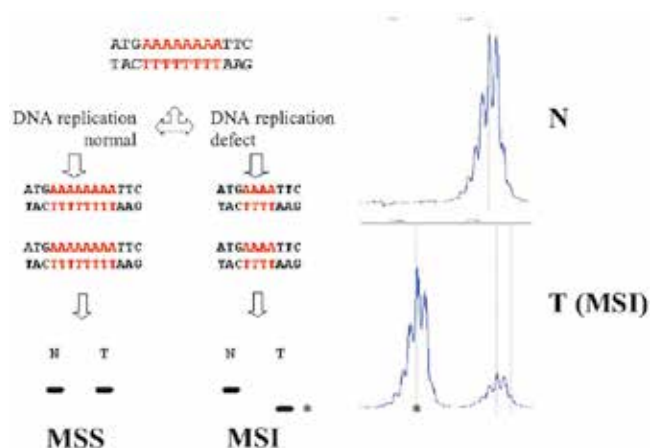 ATGAAAAAAAATTC
TACTTTTTTTTAAG
DNA replication
normal
DNA replication
defect
ATGAAAAAAAATTC
TACTTTTTTTTAAG
ATGAAAATTC
TACTTTTAAG
ATGAAAAAAAATTC
TACTTTTTTTTAAG
ATGAAAATTC
TACTTTTAAG
N T
N T
*
MSS
MSI
N
T (MSI)
*